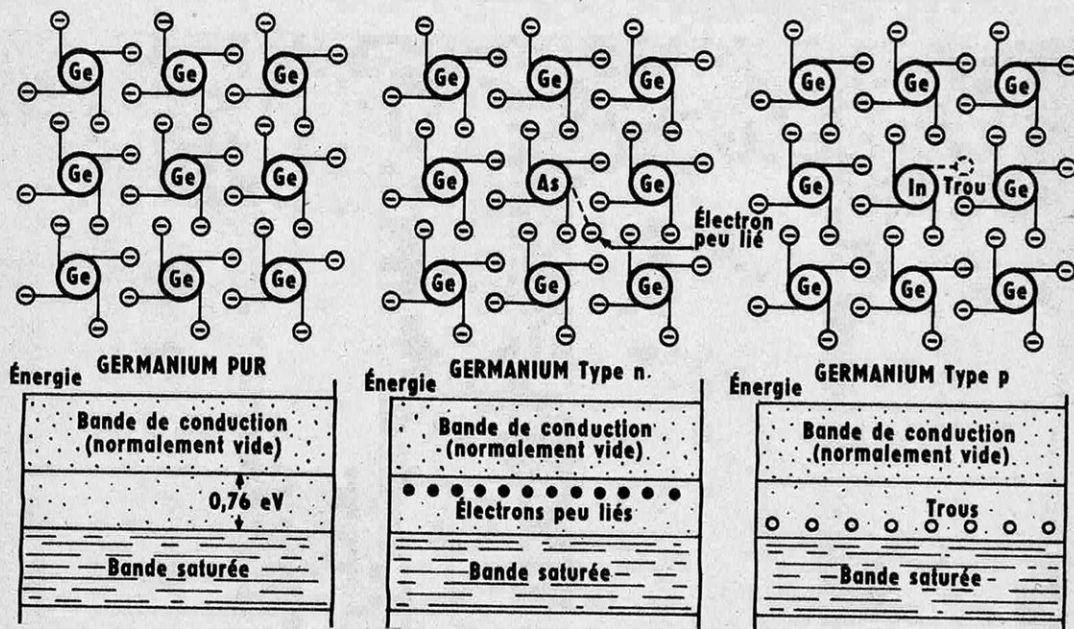 Ge Ge Ge
Ge Ge Ge
Ge Ge Ge
GERMANIUM PUR
Énergie
Bande de conduction
(normalement vide)
0,76 eV
Bande saturée
Ge Ge Ge
Ge As Ge
Électron
peu lié
Ge Ge Ge
GERMANIUM Type n.
Énergie
Bande de conduction
(normalement vide)
Électrons peu liés
Bande saturée
Ge Ge Ge
Ge In Trou Ge
Ge Ge Ge
GERMANIUM Type p
Énergie
Bande de conduction
(normalement vide)
Trous
Bande saturée